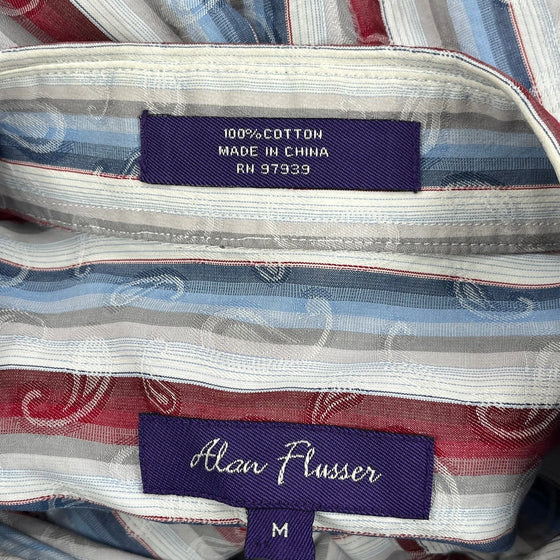 100% COTTON
MADE IN CHINA
RN 97939
Alan Flusser
M